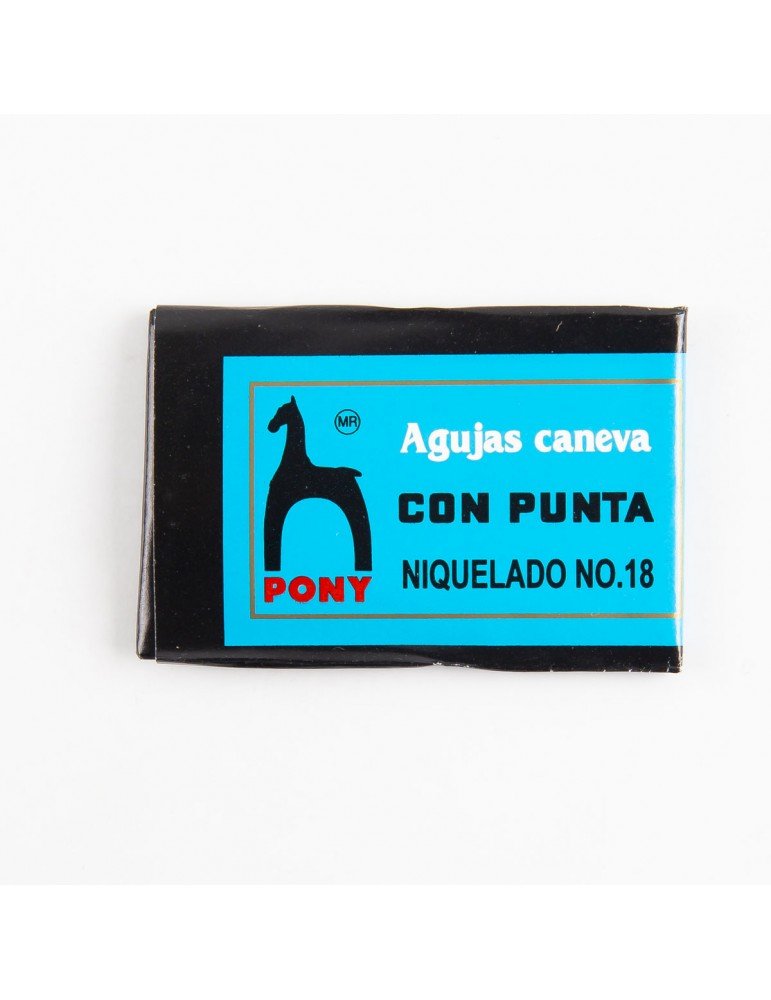 MR
Agujas caneva
CON PUNTA
NIQUELADO NO.18
PONY